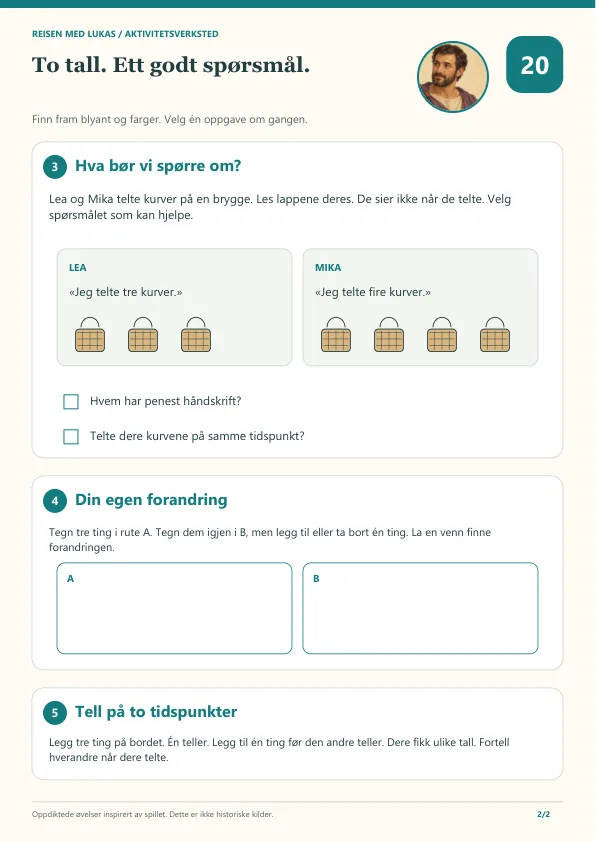 REISEN MED LUKAS / AKTIVITETSVERKSTED
To tall. Ett godt spørsmål.
20
Finn fram blyant og farger. Velg én oppgave om gangen.
3 Hva bør vi spørre om?
Lea og Mika telte kurver på en brygge. Les lappene deres. De sier ikke når de telte. Velg
spørsmålet som kan hjelpe.
LEA
«Jeg telte tre kurver.»
MIKA
«Jeg telte fire kurver.»
Hvem har penest håndskrift?
Telte dere kurvene på samme tidspunkt?
4 Din egen forandring
Tegn tre ting i rute A. Tegn dem igjen i B, men legg til eller ta bort én ting. La en venn finne
forandringen.
A
B
5 Tell på to tidspunkter
Legg tre ting på bordet. Én teller. Legg til én ting før den andre teller. Dere fikk ulike tall. Fortell
hverandre når dere telte.
Oppdiktede øvelser inspirert av spillet. Dette er ikke historiske kilder.
2/2